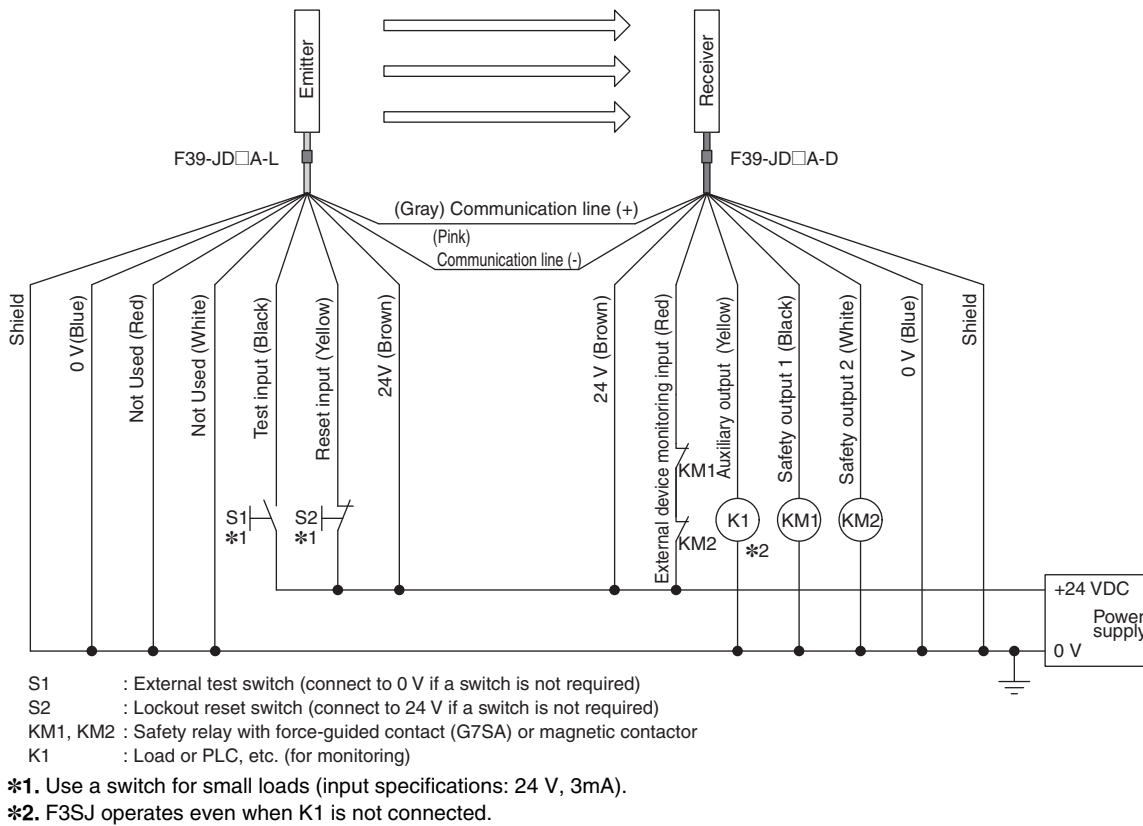 Emitter
Receiver
F39-JD□A-L
F39-JD□A-D
(Gray) Communication line (+)
(Pink)
Communication line (-)
Shield
0 V(Blue)
Not Used (Red)
Not Used (White)
Test input (Black)
Reset input (Yellow)
24V (Brown)
24 V (Brown)
External device monitoring input (Red)
Auxiliary output (Yellow)
Safety output 1 (Black)
Safety output 2 (White)
0 V (Blue)
Shield
KM1
S1
*1
S2
*1
KM2
K1
*2
KM1
KM2
+24 VDC
Power
supply
0 V
S1 : External test switch (connect to 0 V if a switch is not required)
S2 : Lockout reset switch (connect to 24 V if a switch is not required)
KM1, KM2 : Safety relay with force-guided contact (G7SA) or magnetic contactor
K1 : Load or PLC, etc. (for monitoring)
*1. Use a switch for small loads (input specifications: 24 V, 3mA).
*2. F3SJ operates even when K1 is not connected.